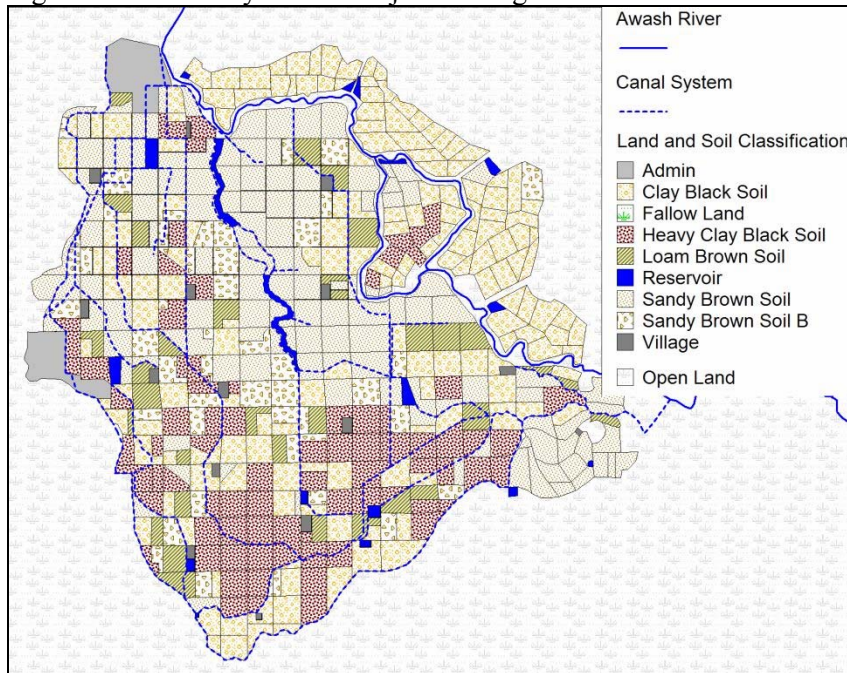 Awash River
Canal System
Land and Soil Classification
Admin
Clay Black Soil
Fallow Land
Heavy Clay Black Soil
Loam Brown Soil
Reservoir
Sandy Brown Soil
Sandy Brown Soil B
Village
Open Land